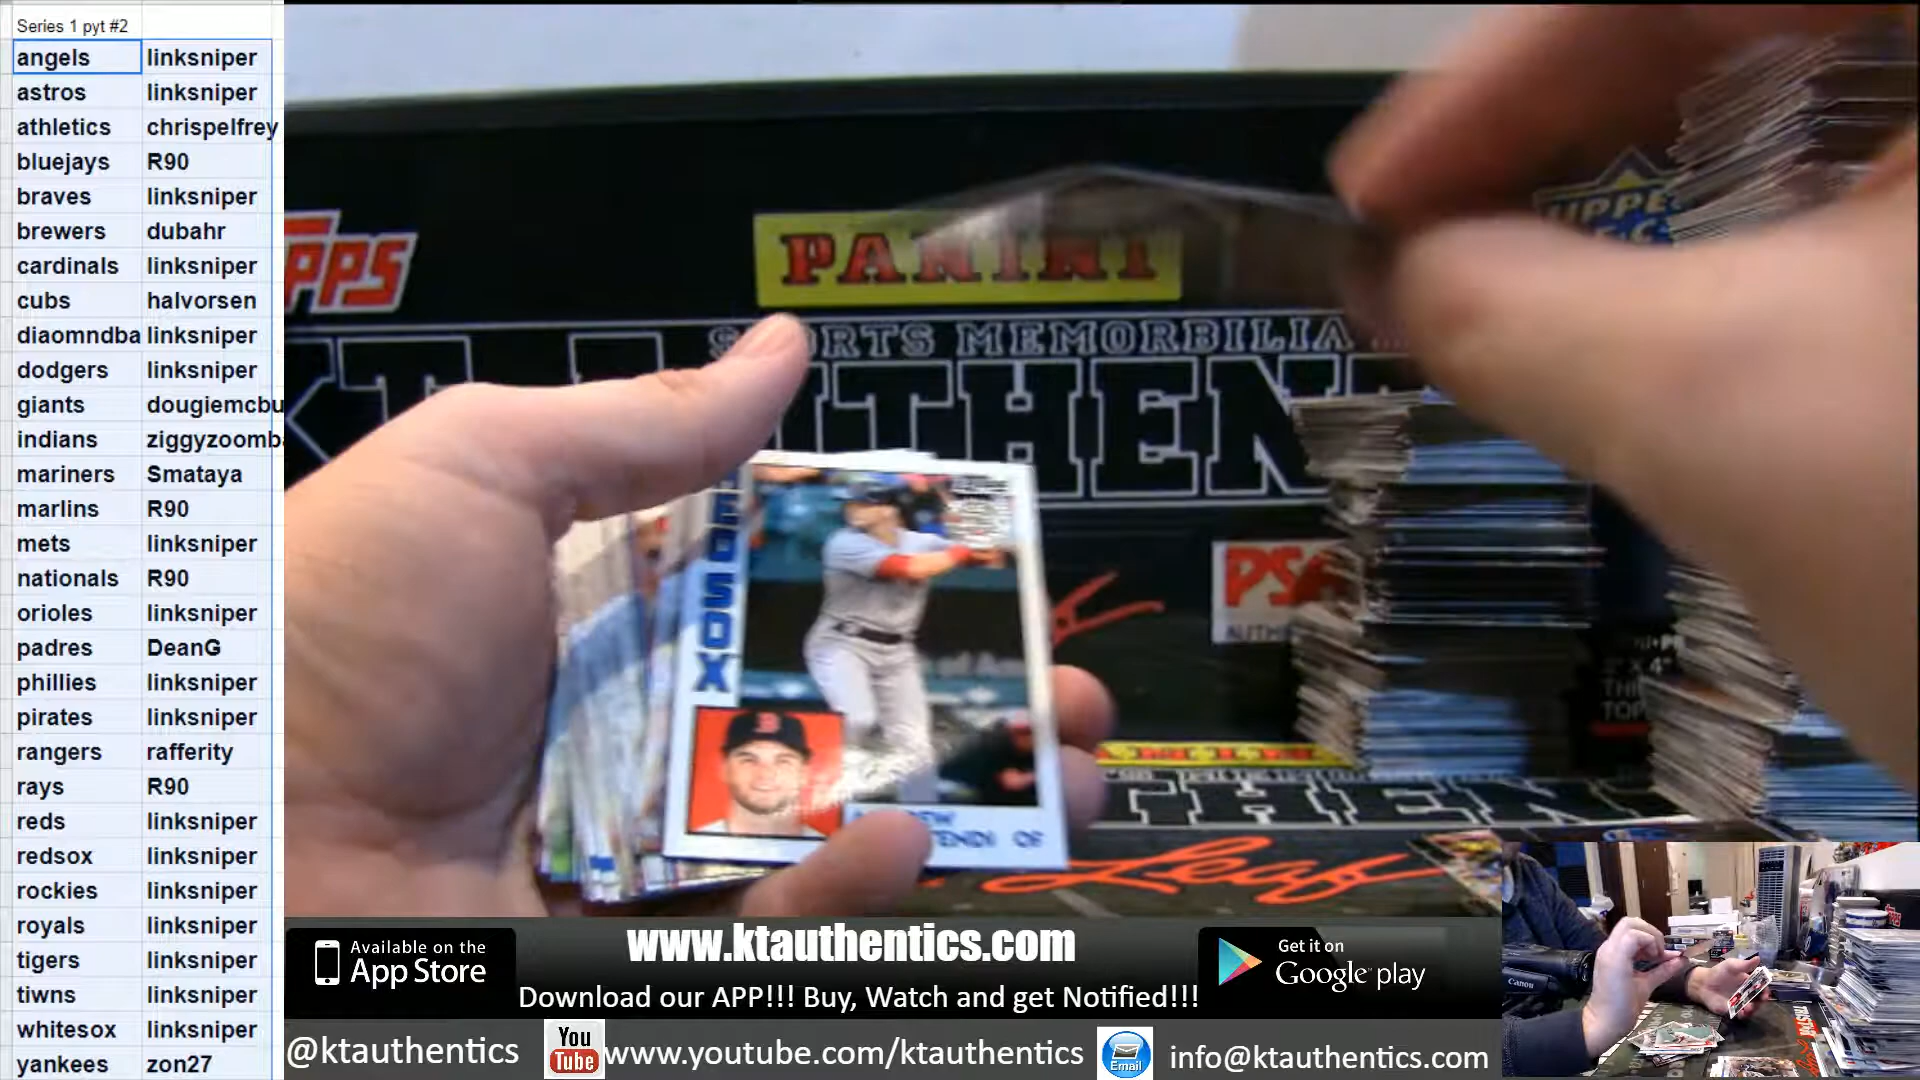 Series 1 pyt #2
angels linksniper
astros linksniper
athletics chrispelfrey
bluejays R90
braves linksniper
brewers dubahr
cardinals linksniper
cubs halvorsen
diaomndba linksniper
dodgers linksniper
giants dougiemcbu
indians ziggyzoomba
mariners Smataya
marlins R90
mets linksniper
nationals R90
orioles linksniper
padres DeanG
phillies linksniper
pirates linksniper
rangers rafferity
rays R90
reds linksniper
redsox linksniper
rockies linksniper
royals linksniper
tigers linksniper
tiwns linksniper
whitesox linksniper
yankees zon27
PANINI
SPORTS MEMORBILIA
PSA
SOX
OF
Leaf
Available on the
App Store
www.ktauthentics.com
Get it on
Google play
Download our APP!!! Buy, Watch and get Notified!!!
@ktauthentics
You
Tube
www.youtube.com/ktauthentics
Email
info@ktauthentics.com
Canon